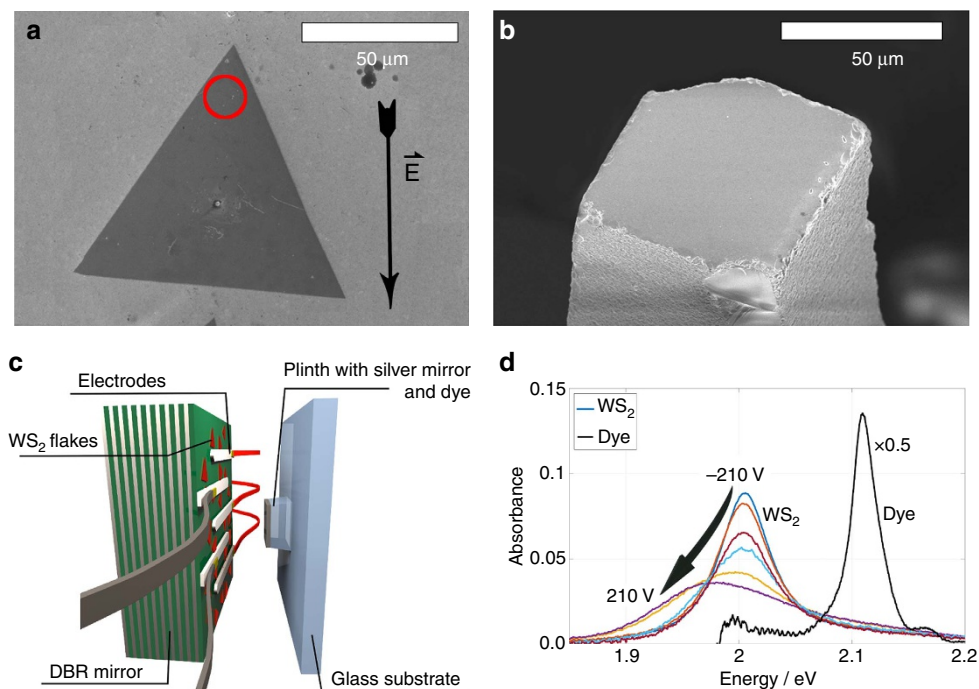 a
50 μm
E
b
50 μm
c
Electrodes
WS2 flakes
DBR mirror
Plinth with silver mirror
and dye
Glass substrate
d
0.15
0.10
0.05
0.0
Absorbance
WS2
Dye
–210 V
WS2
210 V
×0.5
Dye
1.9
2
2.1
2.2
Energy / eV